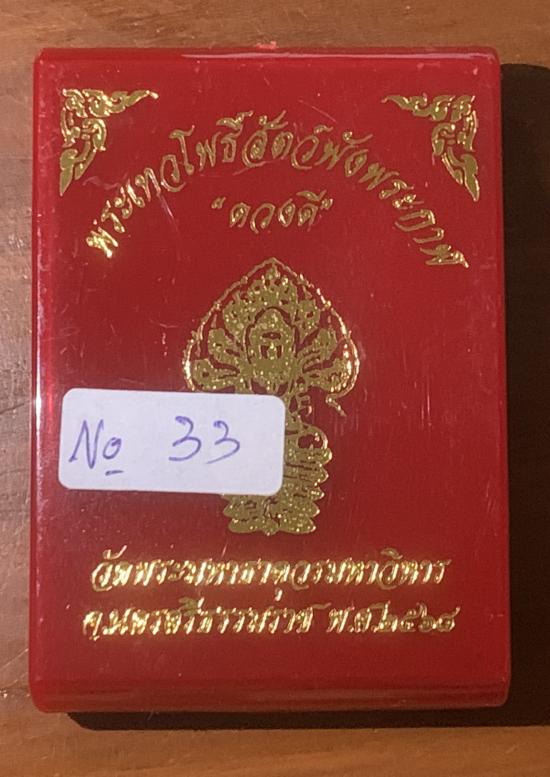 พระเทวโพธิ์สัตว์พังพระกาฬ
"ดวงดี"
No 33
วัดพระมหาธาตุวรมหาวิหาร
จ.นครศรีธรรมราช พ.ศ.๒๕๖๔